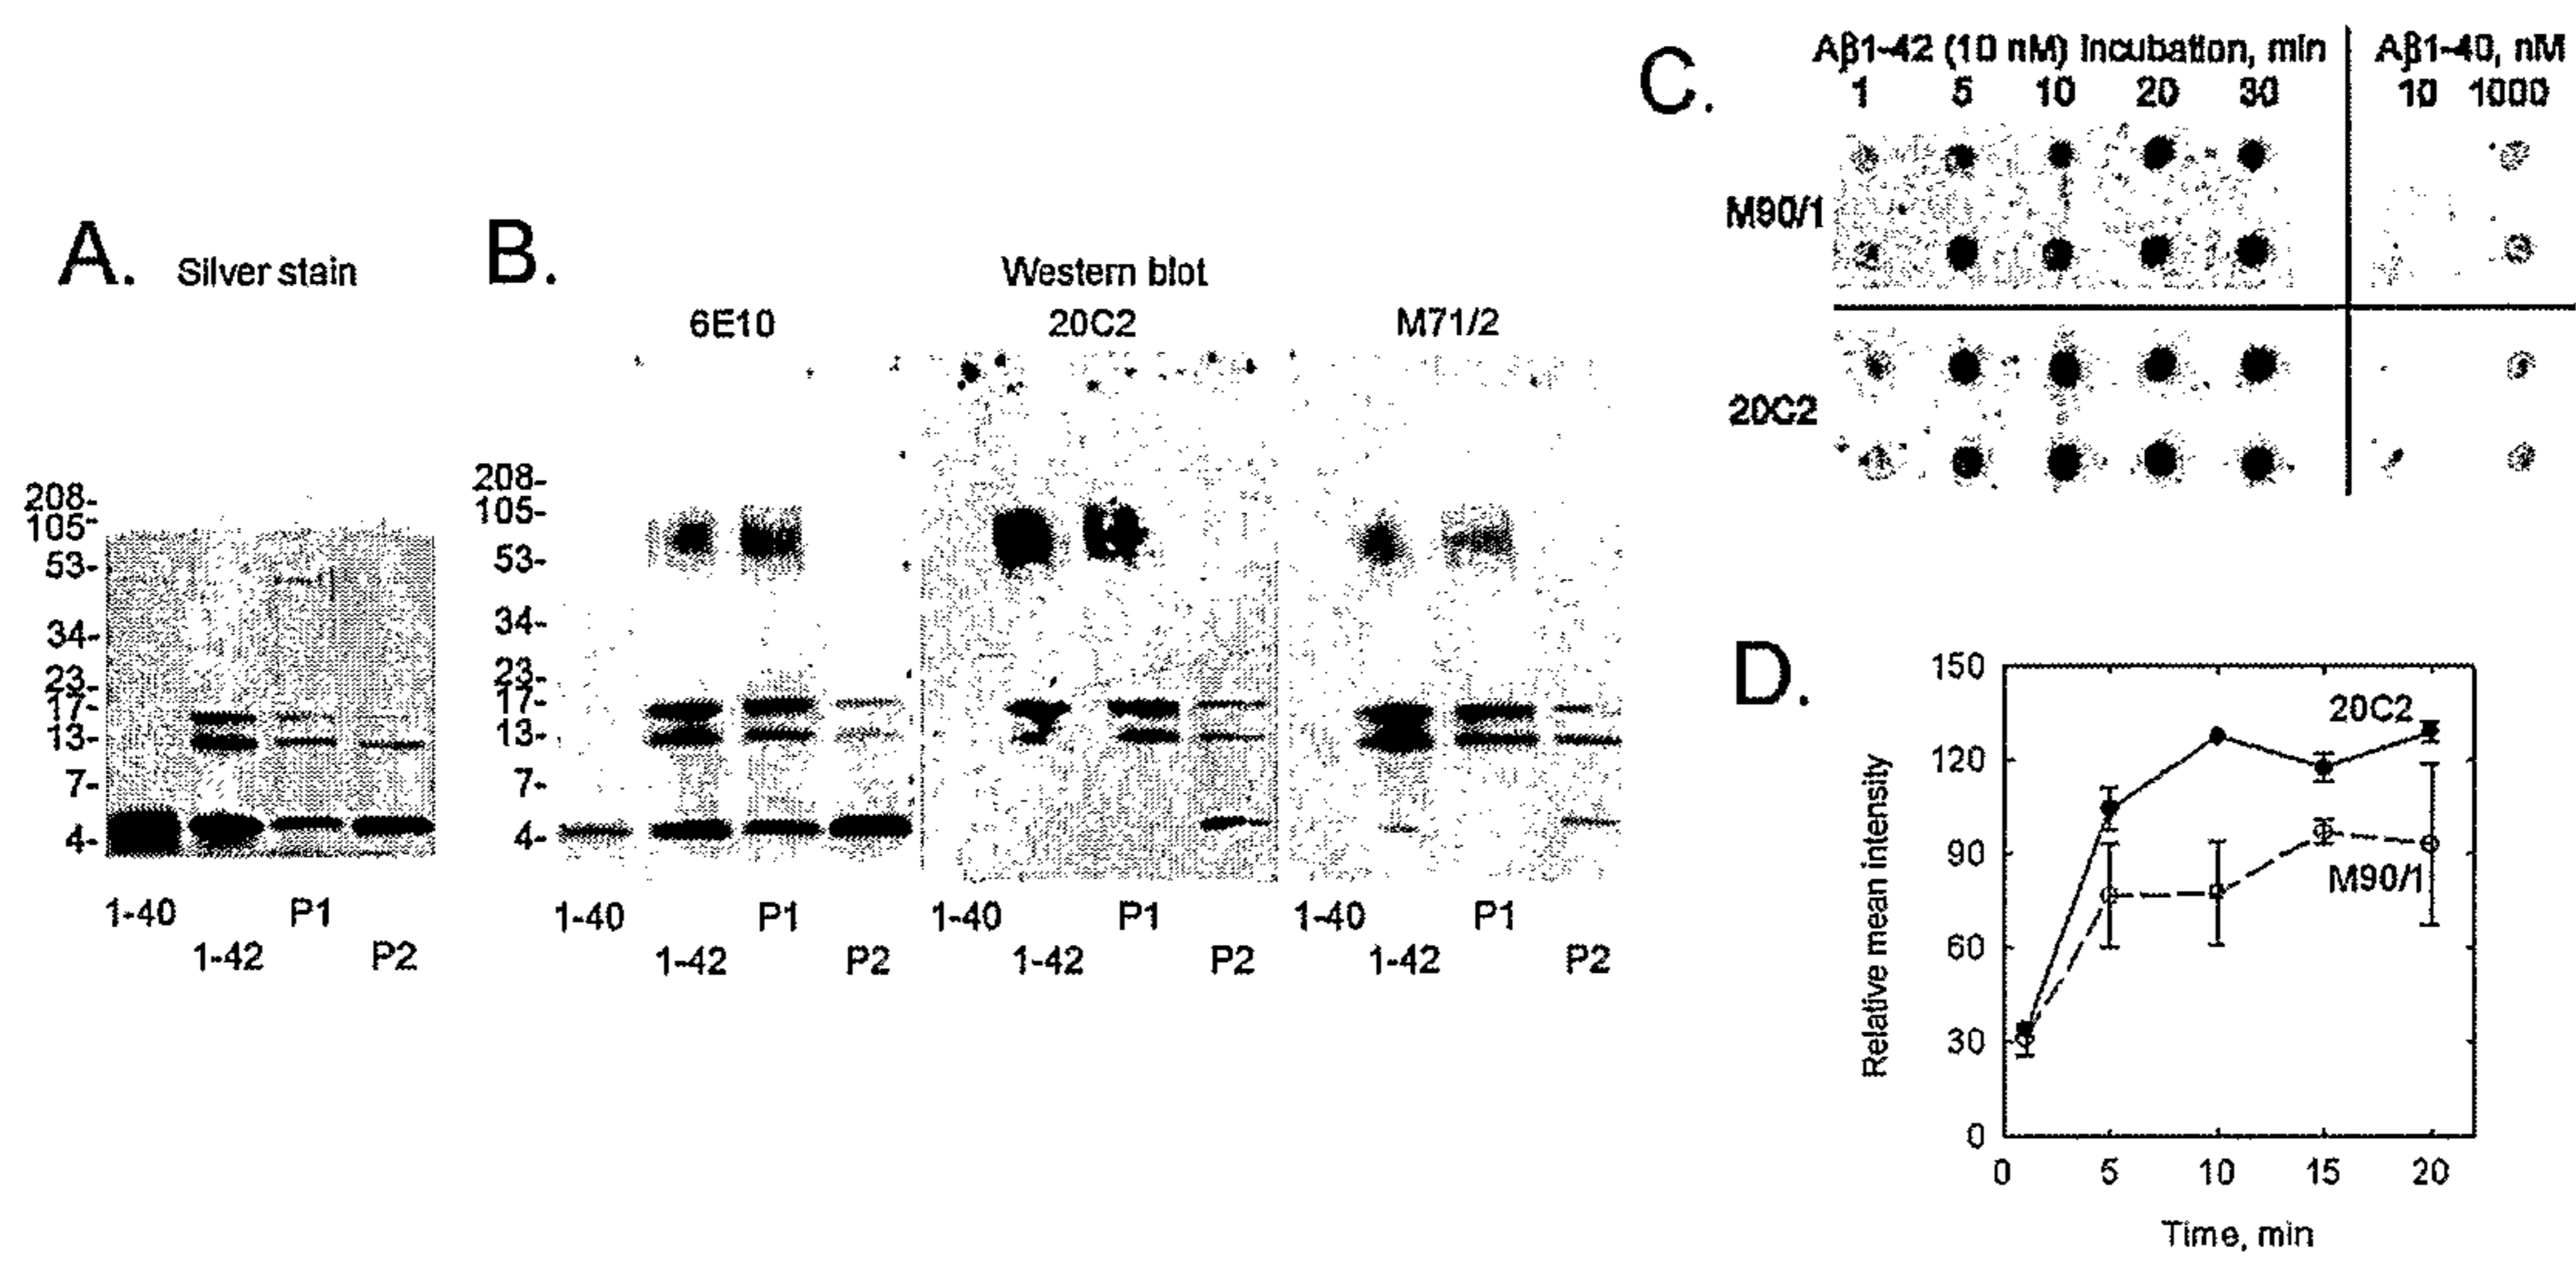 A. Silver stain
208-
105-
53-
34-
23-
17-
13-
7-
4-
1-40 P1
1-42 P2
B. Western blot
6E10 20C2 M71/2
208-
105-
53-
34-
23-
17-
13-
7-
4-
1-40 P1 1-40 P1 1-40 P1
1-42 P2 1-42 P2 1-42 P2
C. Aβ1-42 (10 nM) Incubation, min Aβ1-40, nM
1 5 10 20 30 10 1000
M90/1
20C2
D.
150
120
90
60
30
0
Relative mean intensity
20C2
M90/1
0 5 10 15 20
Time, min